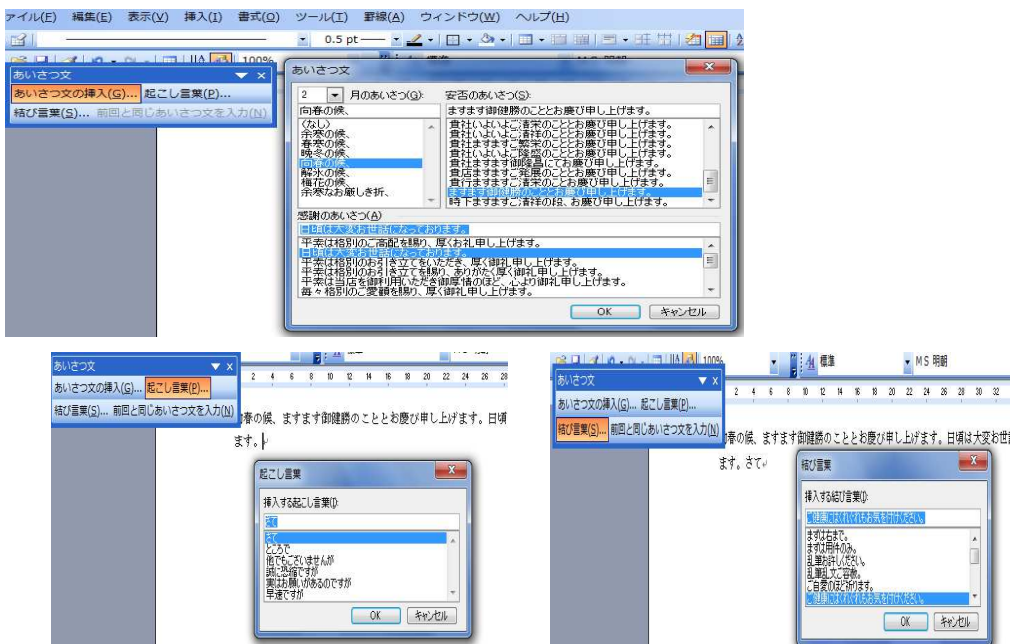 アイル(F) 編集(E) 表示(V) 挿入(I) 書式(O) ツール(T) 罫線(A) ウィンドウ(W) ヘルプ(H)
0.5 pt
100%
あいさつ文
あいさつ文の挿入(G)... 起こし言葉(P)...
結び言葉(S)... 前回と同じあいさつ文を入力(N)
あいさつ文
2 月のあいさつ(G): 安否のあいさつ(S):
向春の候、 ますます御健勝のこととお慶び申し上げます。
(なし) 貴社いよいよご清栄のこととお慶び申し上げます。
余寒の候、 貴社いよいよご清祥のこととお慶び申し上げます。
春寒の候、 貴社ますますご繁栄のこととお慶び申し上げます。
晩冬の候、 貴社いよいよご隆盛のこととお慶び申し上げます。
向春の候、 貴社ますます御隆昌にてお慶び申し上げます。
解氷の候、 貴店ますますご発展のこととお慶び申し上げます。
梅花の候、 貴行ますますご清栄のこととお慶び申し上げます。
余寒なお厳しき折、 ますます御健勝のこととお慶び申し上げます。
時下ますますご清祥の段、お慶び申し上げます。
感謝のあいさつ(A)
日頃は大変お世話になっております。
平素は格別のご高配を賜り、厚くお礼申し上げます。
日頃は大変お世話になっております。
平素は格別のお引き立てをいただき、厚く御礼申し上げます。
平素は格別のお引き立てを賜り、ありがたく厚く御礼申し上げます。
平素は当店を御利用いただき御厚情のほど、心より御礼申し上げます。
毎々格別のご愛顧を賜り、厚く御礼申し上げます。
OK キャンセル
あいさつ文
あいさつ文の挿入(G)... 起こし言葉(P)...
結び言葉(S)... 前回と同じあいさつ文を入力(N)
2 4 6 8 10 12 14 16 18 20 22 24 26 28
春の候、ますます御健勝のこととお慶び申し上げます。日頃
ます。
起こし言葉
挿入する起こし言葉(I):
さて
さて
ところで
他でもございませんが
誠に恐縮ですが
実はお願いがあるのですが
早速ですが
OK キャンセル
100% 標準 MS 明朝
あいさつ文
あいさつ文の挿入(G)... 起こし言葉(P)...
結び言葉(S)... 前回と同じあいさつ文を入力(N)
2 4 6 8 10 12 14 16 18 20 22 24 26 28 30 32
春の候、ますます御健勝のこととお慶び申し上げます。日頃は大変お世話
ます。さて
結び言葉
挿入する結び言葉(I):
ご健康にはくれぐれもお気を付けください。
まずは右まで。
まずは用件のみ。
乱筆お許しください。
乱筆乱文ご容赦。
ご自愛のほど祈ります。
ご健康にはくれぐれもお気を付けください。
OK キャンセル